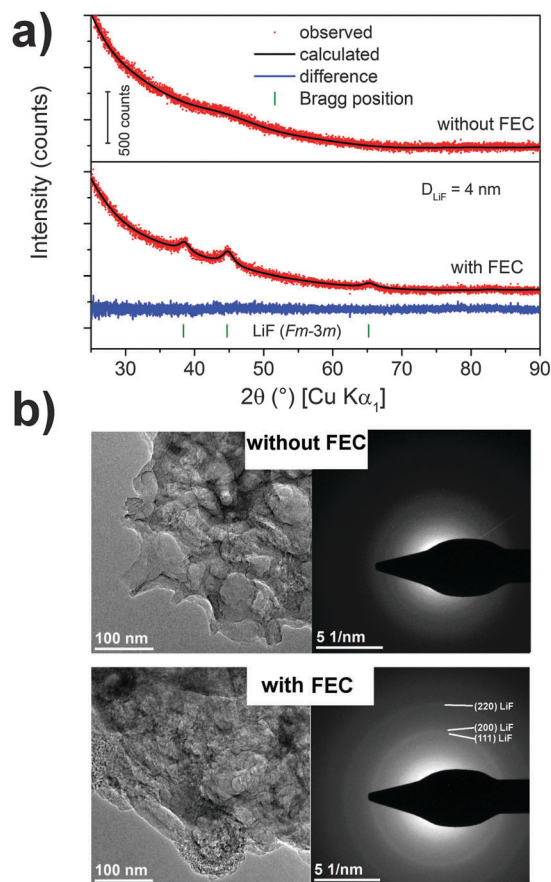 a)
observed
calculated
difference
Bragg position
500 counts
without FEC
Intensity (counts)
D_LiF = 4 nm
with FEC
LiF (Fm-3m)
30 40 50 60 70 80 90
2θ (°) [Cu Kα₁]
b)
without FEC
100 nm
5 1/nm
with FEC
(220) LiF
(200) LiF
(111) LiF
100 nm
5 1/nm